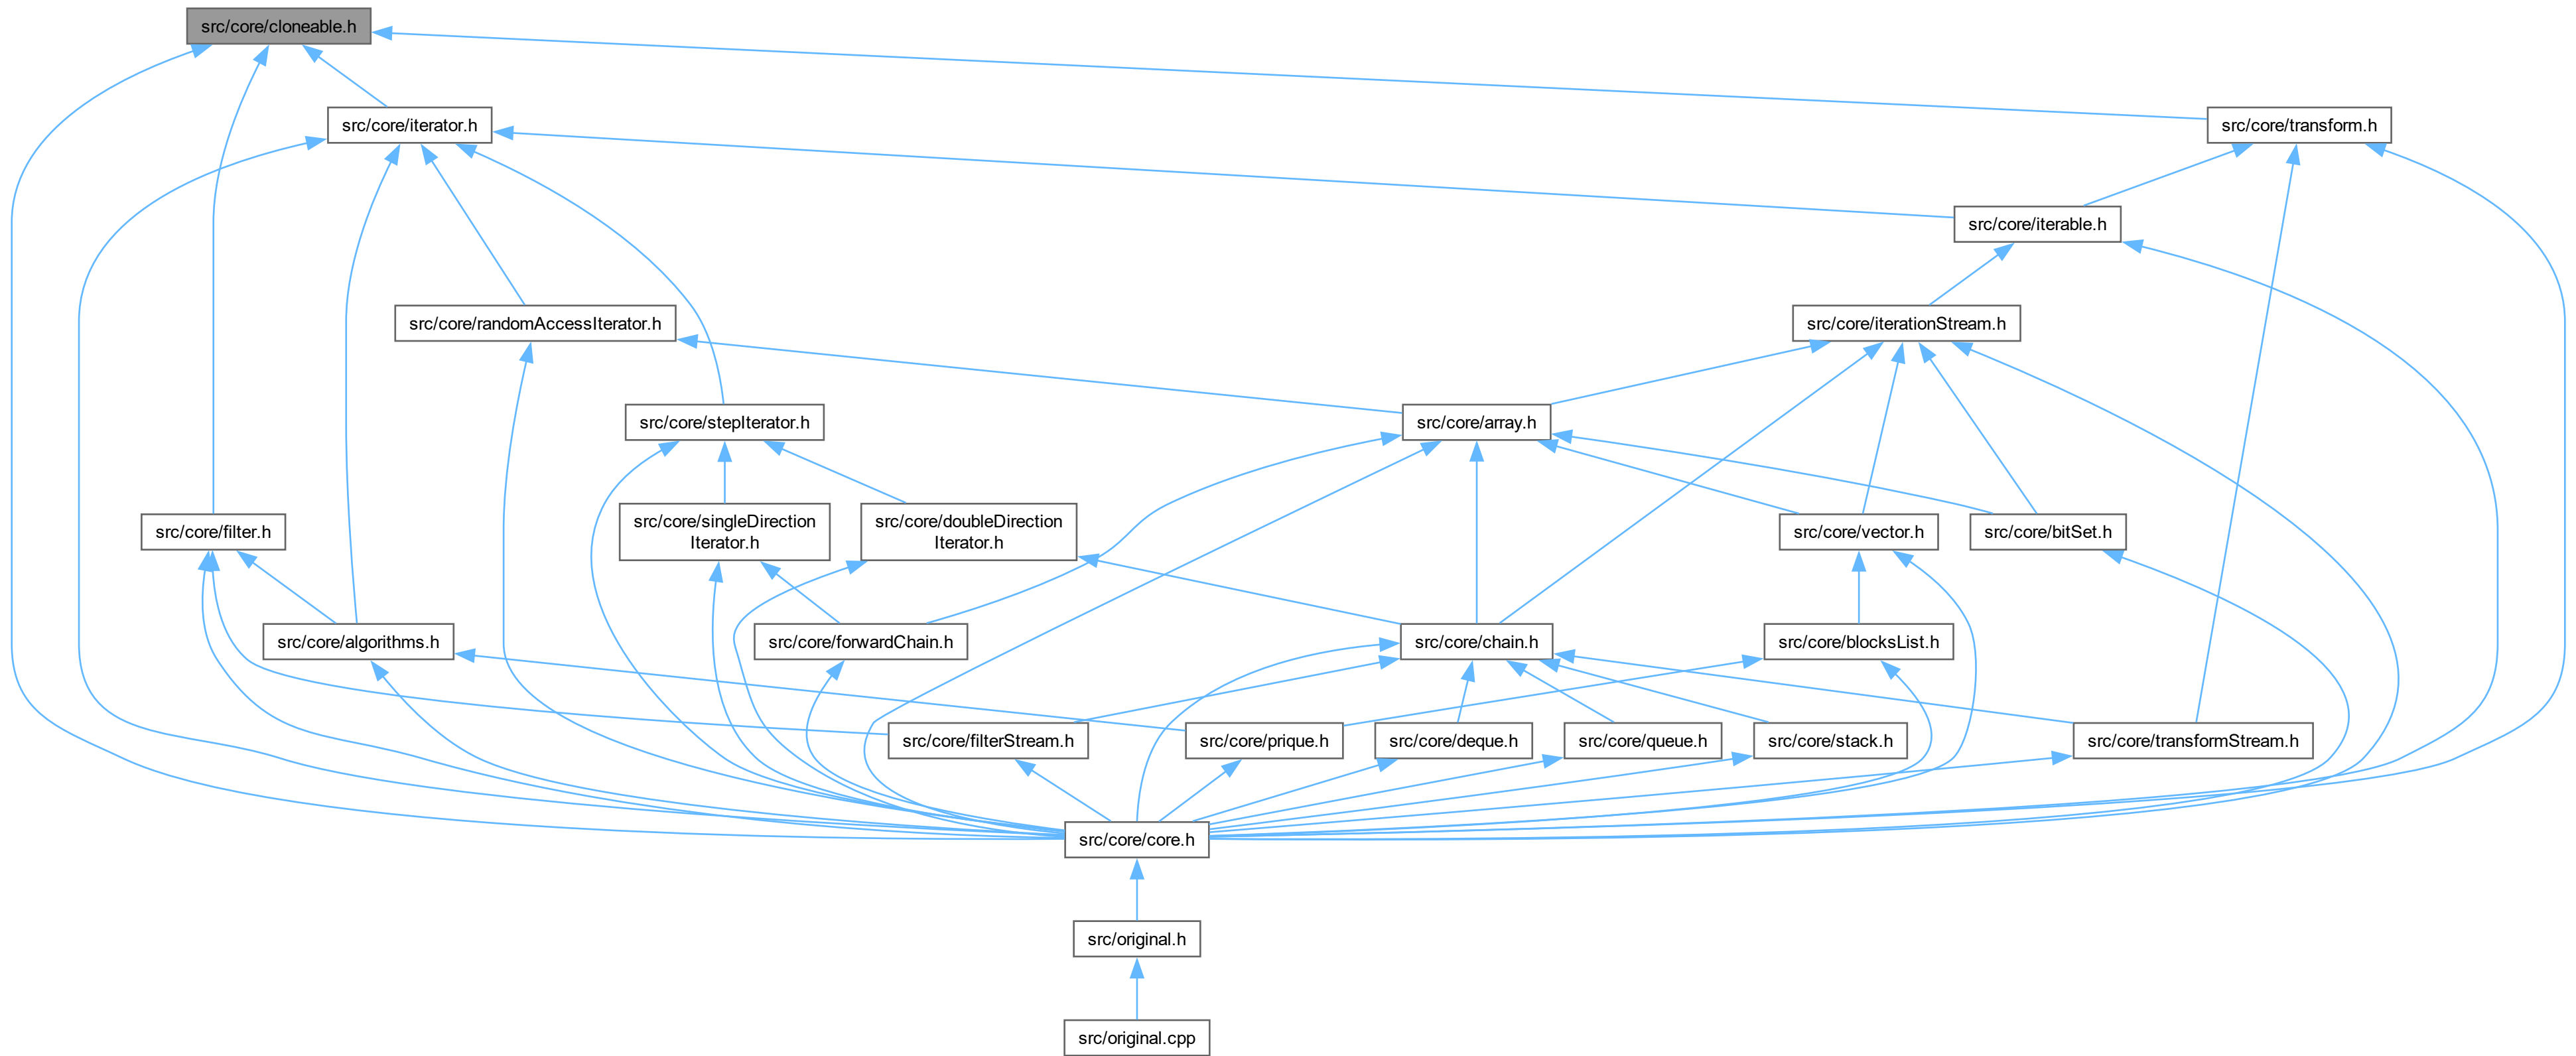 src/core/cloneable.h
src/core/iterator.h
src/core/transform.h
src/core/iterable.h
src/core/randomAccessIterator.h
src/core/iterationStream.h
src/core/stepIterator.h
src/core/array.h
src/core/filter.h
src/core/singleDirection
Iterator.h
src/core/doubleDirection
Iterator.h
src/core/vector.h
src/core/bitSet.h
src/core/algorithms.h
src/core/forwardChain.h
src/core/chain.h
src/core/blocksList.h
src/core/filterStream.h
src/core/prique.h
src/core/deque.h
src/core/queue.h
src/core/stack.h
src/core/transformStream.h
src/core/core.h
src/original.h
src/original.cpp